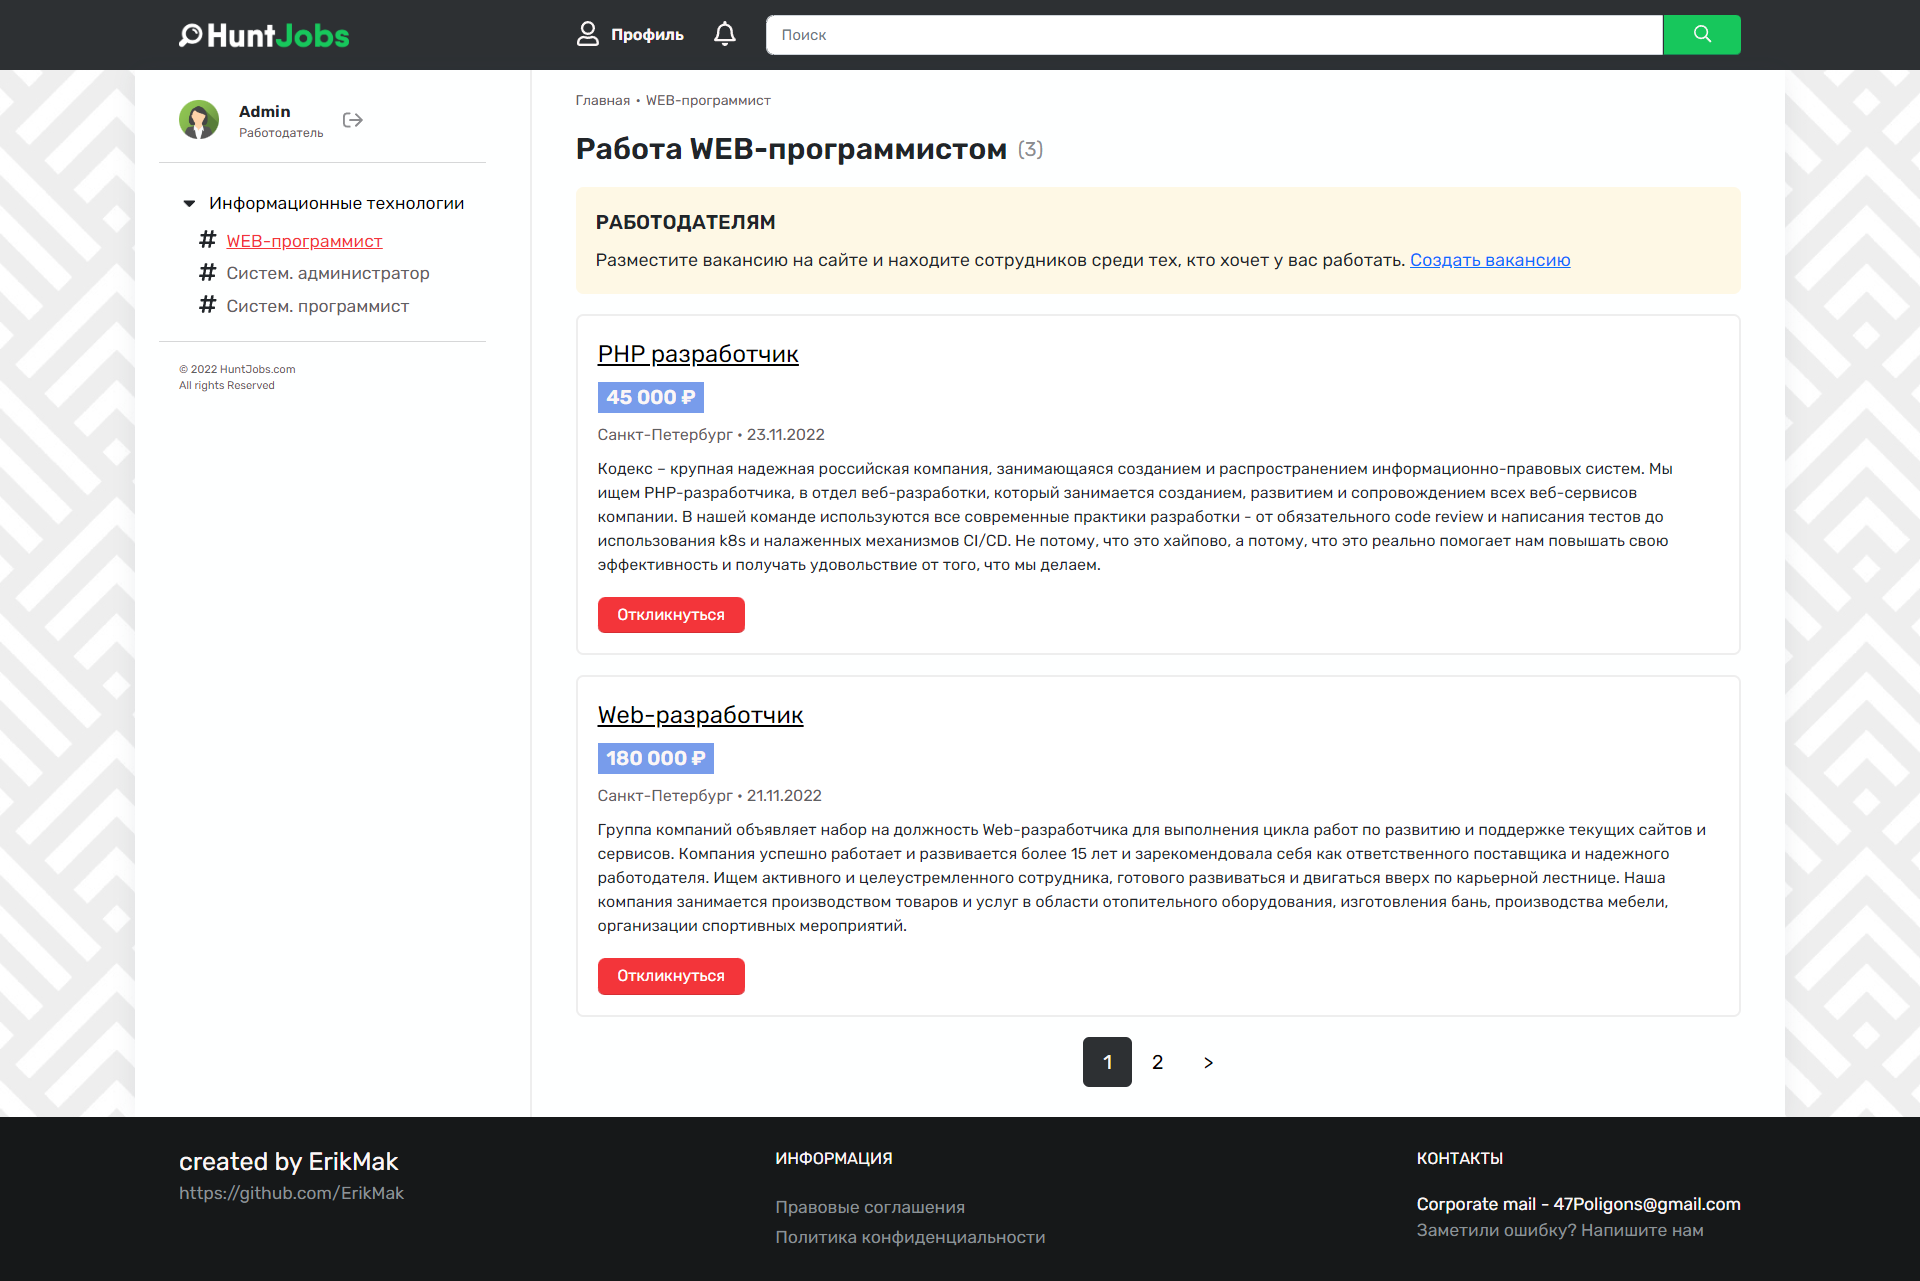 HuntJobs
Профиль
Поиск
Admin
Работодатель
Информационные технологии
# WEB-программист
# Систем. администратор
# Систем. программист
© 2022 HuntJobs.com
All rights Reserved
Главная • WEB-программист
Работа WEB-программистом (3)
РАБОТОДАТЕЛЯМ
Разместите вакансию на сайте и находите сотрудников среди тех, кто хочет у вас работать. Создать вакансию
PHP разработчик
45 000 ₽
Санкт-Петербург • 23.11.2022
Кодекс – крупная надежная российская компания, занимающаяся созданием и распространением информационно-правовых систем. Мы
ищем PHP-разработчика, в отдел веб-разработки, который занимается созданием, развитием и сопровождением всех веб-сервисов
компании. В нашей команде используются все современные практики разработки - от обязательного code review и написания тестов до
использования k8s и налаженных механизмов CI/CD. Не потому, что это хайпово, а потому, что это реально помогает нам повышать свою
эффективность и получать удовольствие от того, что мы делаем.
Откликнуться
Web-разработчик
180 000 ₽
Санкт-Петербург • 21.11.2022
Группа компаний объявляет набор на должность Web-разработчика для выполнения цикла работ по развитию и поддержке текущих сайтов и
сервисов. Компания успешно работает и развивается более 15 лет и зарекомендовала себя как ответственного поставщика и надежного
работодателя. Ищем активного и целеустремленного сотрудника, готового развиваться и двигаться вверх по карьерной лестнице. Наша
компания занимается производством товаров и услуг в области отопительного оборудования, изготовления бань, производства мебели,
организации спортивных мероприятий.
Откликнуться
1 2 >
created by ErikMak
https://github.com/ErikMak
ИНФОРМАЦИЯ
Правовые соглашения
Политика конфиденциальности
КОНТАКТЫ
Corporate mail - 47Poligons@gmail.com
Заметили ошибку? Напишите нам